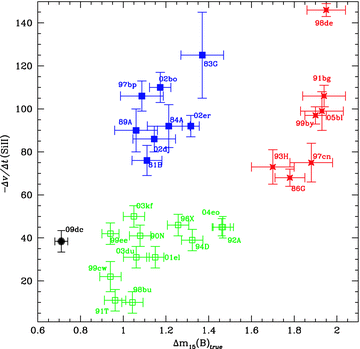 140
120
100
80
60
40
20
0
−Δv/Δt (SiII)
98de
83G
02bo
97bp
91bg
84A
02er
89A
99by
05bl
02dj
81B
93H
97cn
86G
03kf
98X
04eo
09dc
99ee
90N
94D
92A
03du
01el
99cw
91T
98bu
0.6
0.8
1
1.2
1.4
1.6
1.8
2
Δm15(B)true